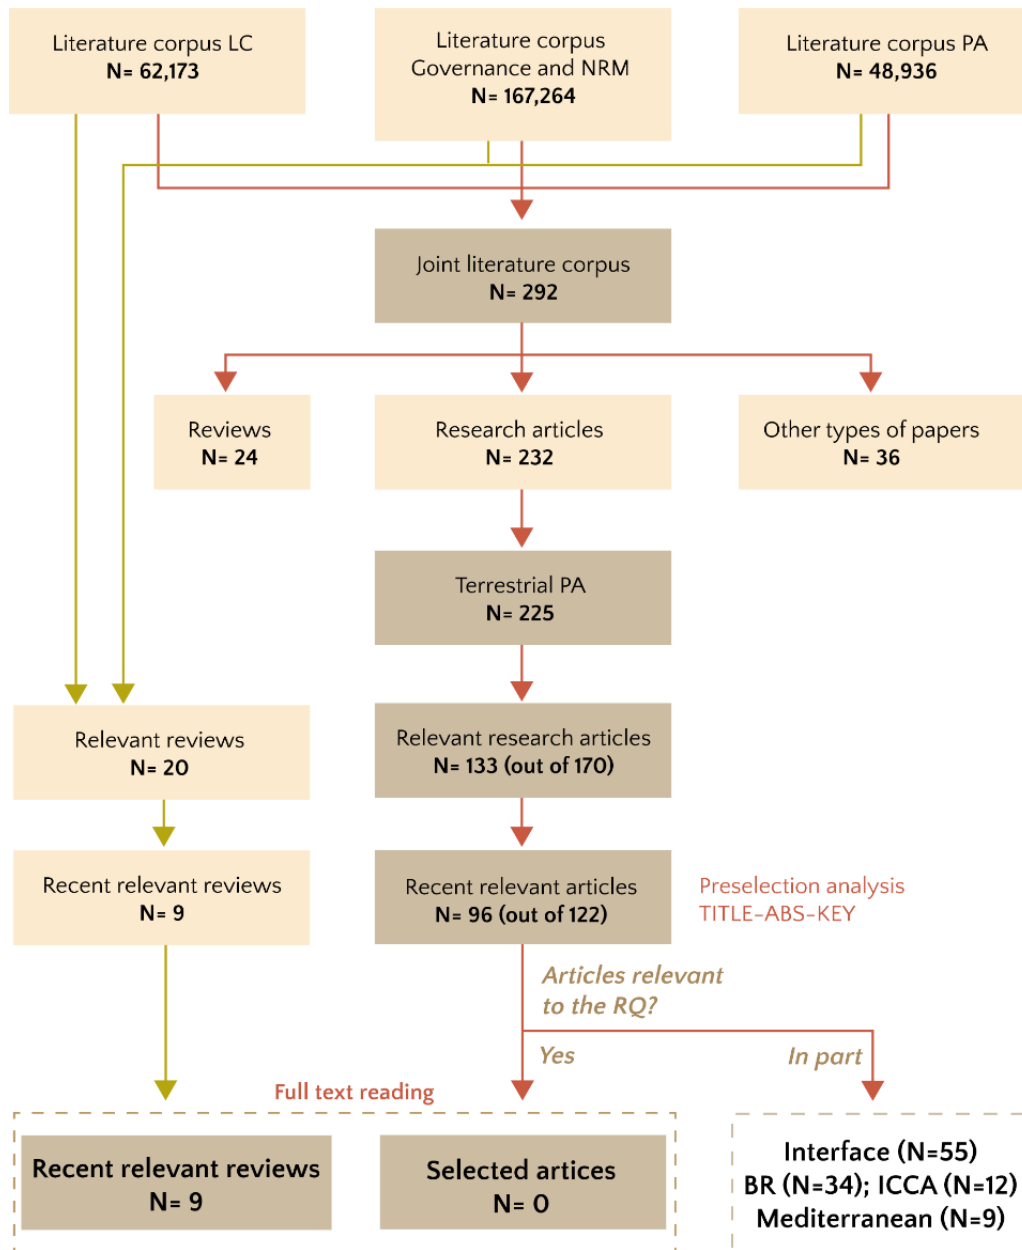 Literature corpus LC
N= 62,173
Literature corpus
Governance and NRM
N= 167,264
Literature corpus PA
N= 48,936
Joint literature corpus
N= 292
Reviews
N= 24
Research articles
N= 232
Other types of papers
N= 36
Terrestrial PA
N= 225
Relevant reviews
N= 20
Relevant research articles
N= 133 (out of 170)
Recent relevant reviews
N= 9
Recent relevant articles
N= 96 (out of 122)
Preselection analysis
TITLE-ABS-KEY
Articles relevant
to the RQ?
Yes
In part
Full text reading
Recent relevant reviews
N= 9
Selected artices
N= 0
Interface (N=55)
BR (N=34); ICCA (N=12)
Mediterranean (N=9)